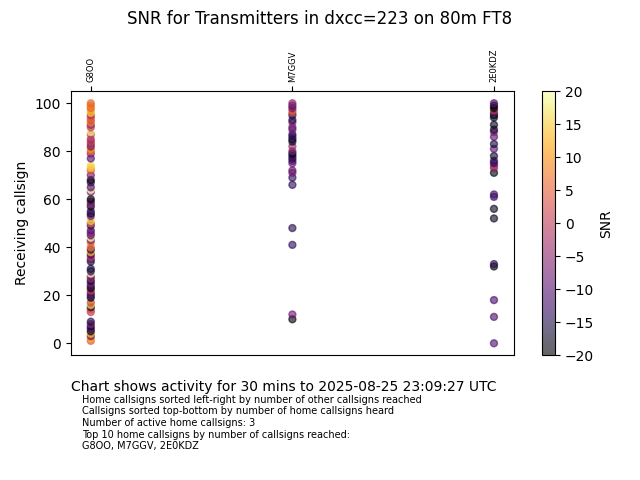 SNR for Transmitters in dxcc=223 on 80m FT8
G8OO
M7GGV
2E0KDZ
100
80
60
40
20
0
Receiving callsign
20
15
10
5
0
−5
−10
−15
−20
SNR
Chart shows activity for 30 mins to 2025-08-25 23:09:27 UTC
Home callsigns sorted left-right by number of other callsigns reached
Callsigns sorted top-bottom by number of home callsigns heard
Number of active home callsigns: 3
Top 10 home callsigns by number of callsigns reached:
G8OO, M7GGV, 2E0KDZ